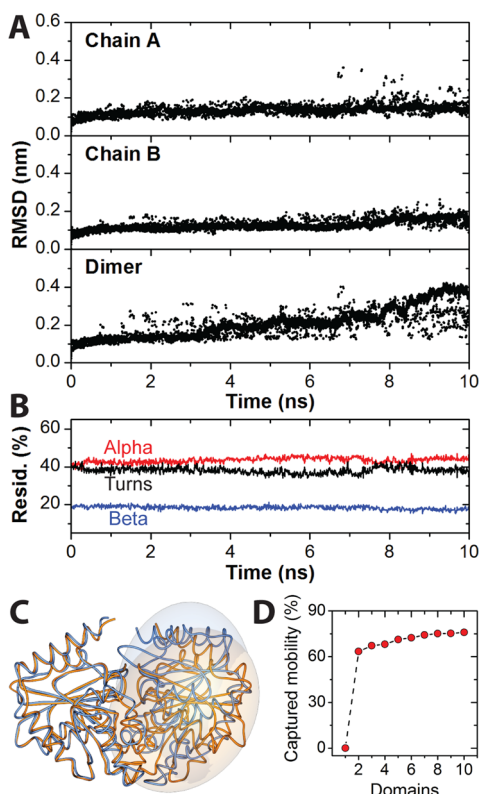 A
0.6
Chain A
0.4
0.2
0.0
Chain B
0.4
0.2
0.0
RMSD (nm)
Dimer
0.4
0.2
0.0
0 2 4 6 8 10
Time (ns)
B
60
40
20
Resid. (%)
Alpha
Turns
Beta
0 2 4 6 8 10
Time (ns)
C
D
90
60
30
0
Captured mobility (%)
2 4 6 8 10
Domains